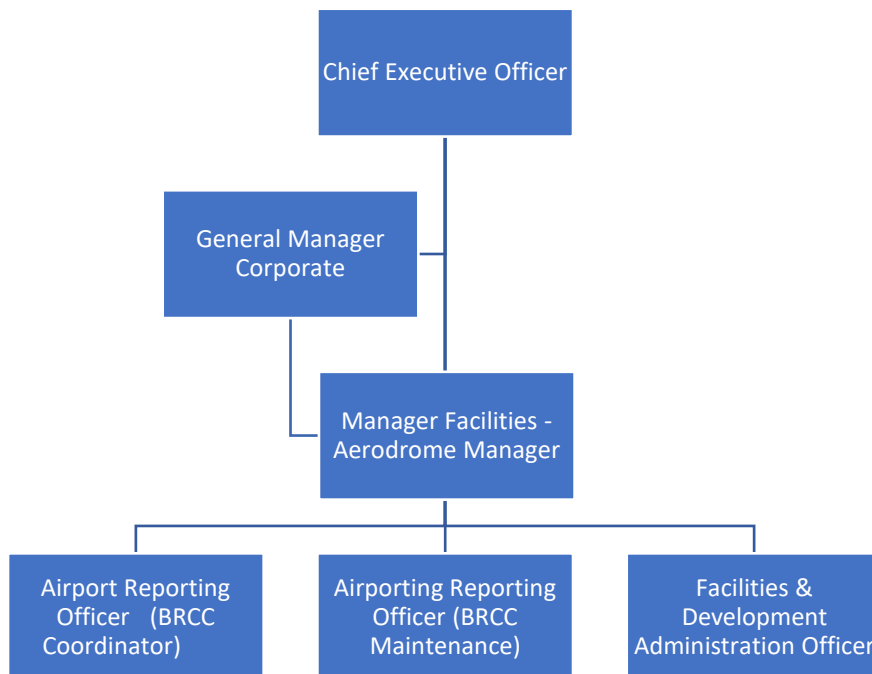 Chief Executive Officer
General Manager
Corporate
Manager Facilities -
Aerodrome Manager
Airport Reporting
Officer (BRCC
Coordinator)
Airporting Reporting
Officer (BRCC
Maintenance)
Facilities &
Development
Administration Officer